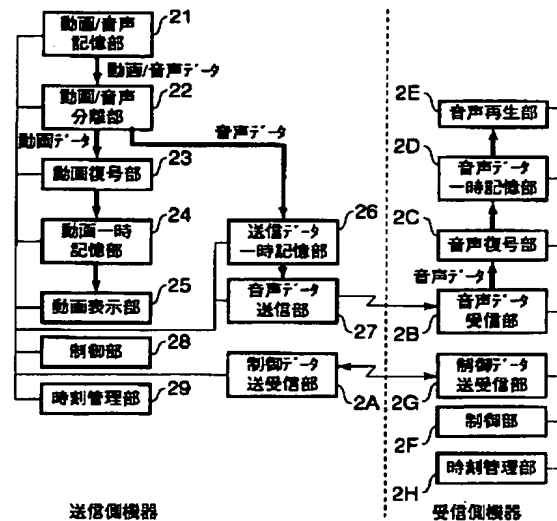 動画/音声
記憶部
21
動画/音声データ
動画/音声
分離部
22
動画データ
音声データ
動画復号部
23
動画一時
記憶部
24
動画表示部
25
制御部
28
時刻管理部
29
送信データ
一時記憶部
26
音声データ
送信部
27
制御データ
送受信部
2A
送信側機器
2E
音声再生部
2D
音声データ
一時記憶部
2C
音声復号部
音声データ
2B
音声データ
受信部
2G
制御データ
送受信部
2F
制御部
2H
時刻管理部
受信側機器